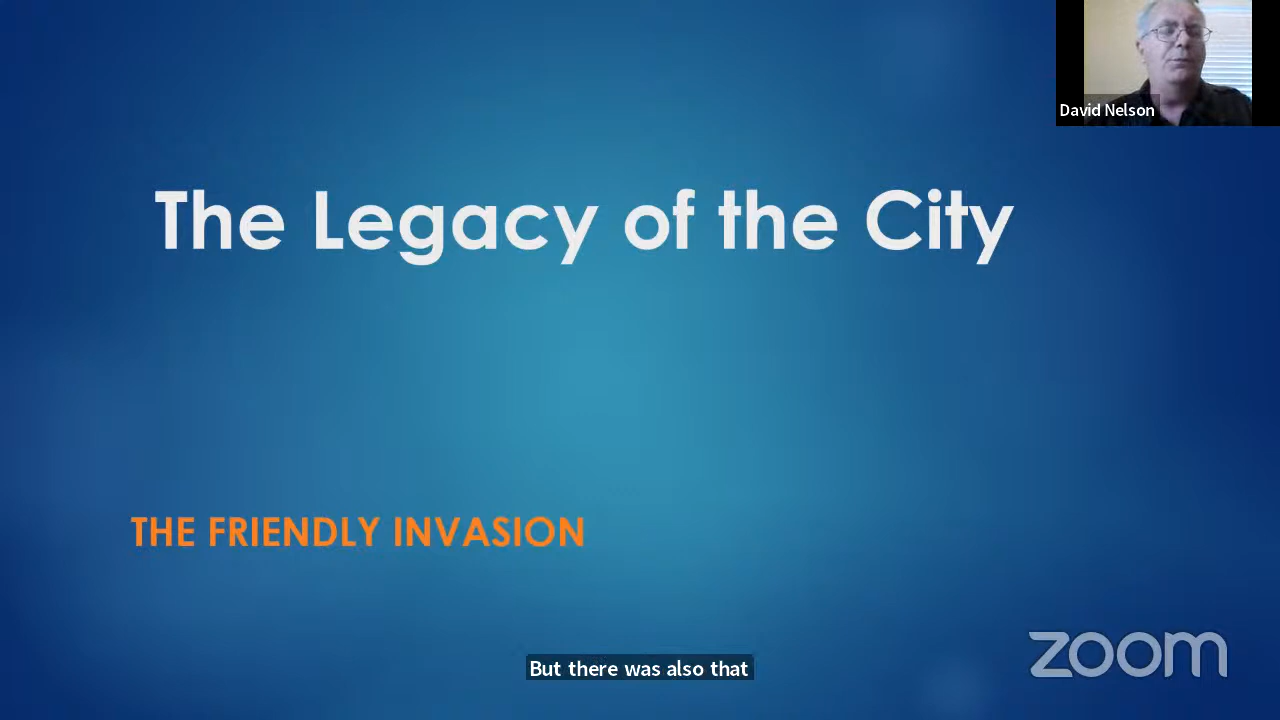 David Nelson
The Legacy of the City
THE FRIENDLY INVASION
zoom
But there was also that